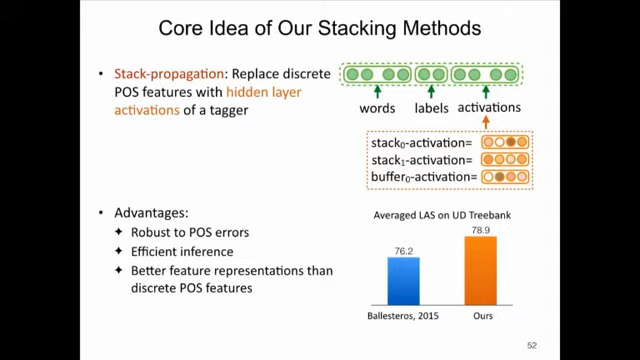 Core Idea of Our Stacking Methods
• Stack-propagation: Replace discrete
POS features with hidden layer
activations of a tagger
words labels activations
stack₀-activation=
stack₁-activation=
buffer₀-activation=
• Advantages:
✦ Robust to POS errors
✦ Efficient inference
✦ Better feature representations than
discrete POS features
Averaged LAS on UD Treebank
78.9
76.2
Ballesteros, 2015 Ours
52